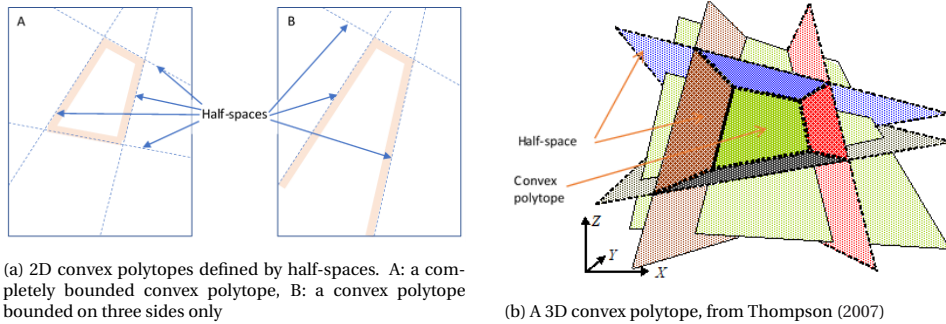 A
B
Half-spaces
(a) 2D convex polytopes defined by half-spaces. A: a com-
pletely bounded convex polytope, B: a convex polytope
bounded on three sides only
Half-space
Convex
polytope
Z
Y
X
(b) A 3D convex polytope, from Thompson (2007)